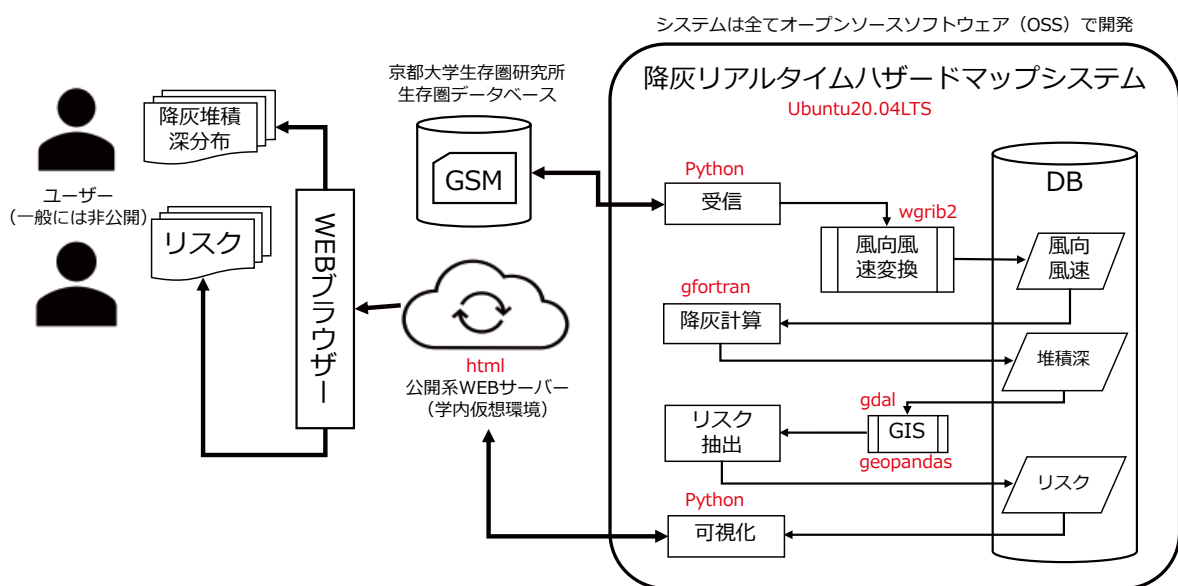 システムは全てオープンソースソフトウェア（OSS）で開発
降灰リアルタイムハザードマップシステム
Ubuntu20.04LTS
京都大学生存圏研究所
生存圏データベース
GSM
降灰堆積
深分布
ユーザー
（一般には非公開）
リスク
WEBブラウザー
html
公開系WEBサーバー
（学内仮想環境）
Python
受信
wgrib2
風向風
速変換
DB
風向
風速
gfortran
降灰計算
堆積深
gdal
GIS
geopandas
リスク
抽出
リスク
Python
可視化